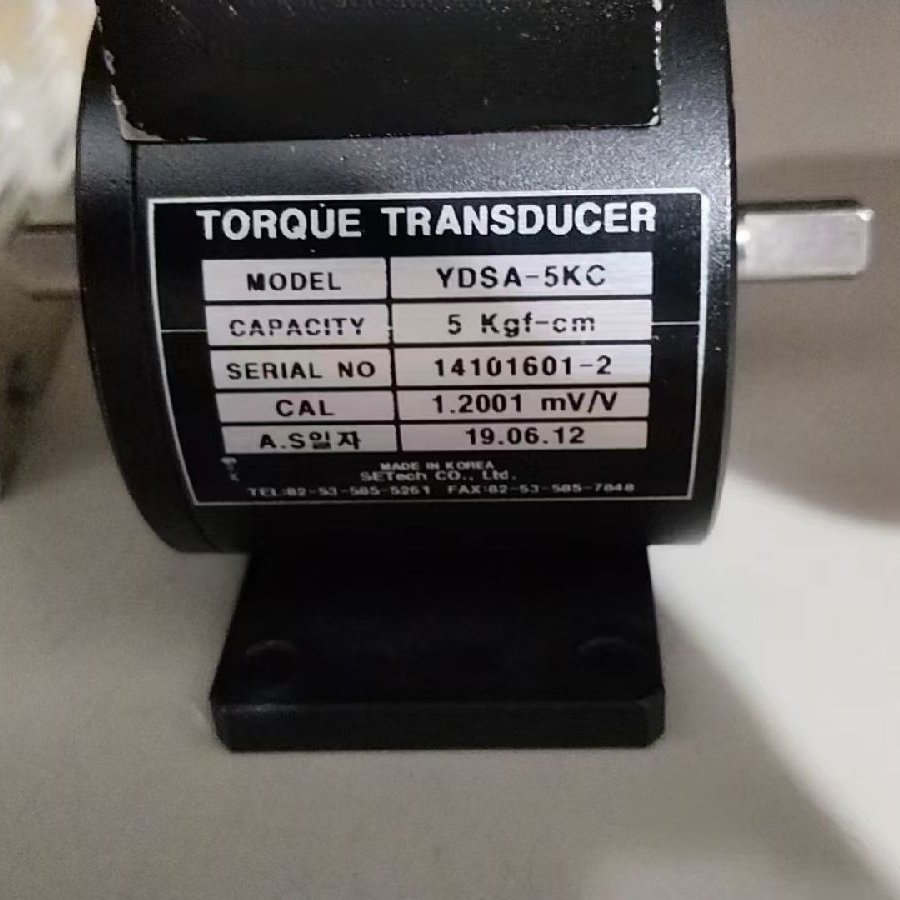 TORQUE TRANSDUCER
MODEL YDSA-5KC
CAPACITY 5 Kgf-cm
SERIAL NO 14101601-2
CAL 1.2001 mV/V
A.S일자 19.06.12
MADE IN KOREA
SETech CO., Ltd.
TEL:82-53-585-5261 FAX:82-53-585-7848